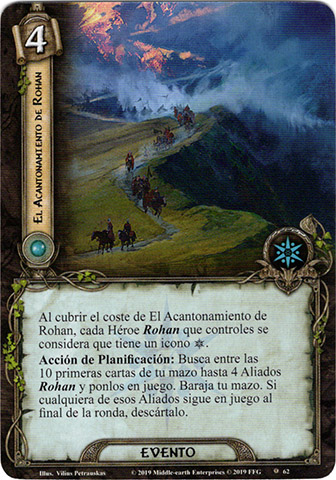 4
El Acantonamiento de Rohan
Al cubrir el coste de El Acantonamiento de
Rohan, cada Héroe Rohan que controles se
considera que tiene un icono .
Acción de Planificación: Busca entre las
10 primeras cartas de tu mazo hasta 4 Aliados
Rohan y ponlos en juego. Baraja tu mazo. Si
cualquiera de esos Aliados sigue en juego al
final de la ronda, descártalo.
EVENTO
Illus. Vilius Petrauskas
© 2019 Middle-earth Enterprises © 2019 FFG
62